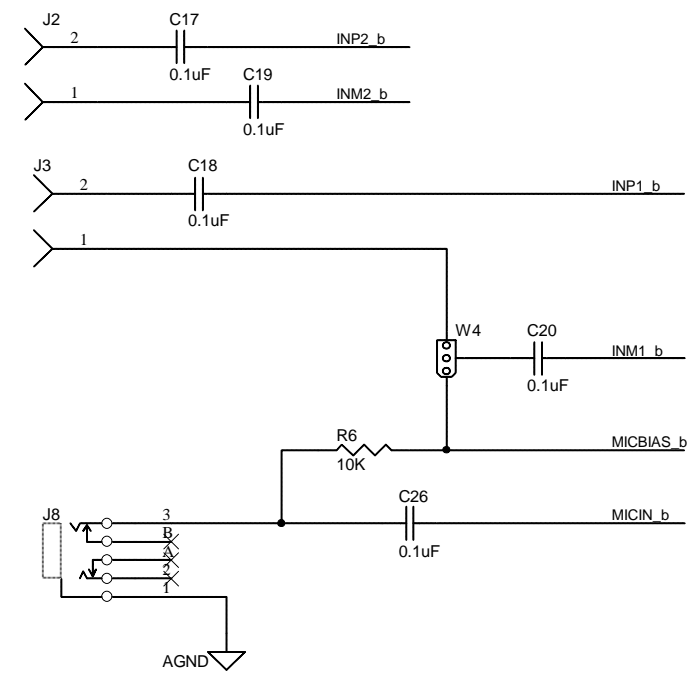 J2
2
C17
0.1uF
INP2_b
1
C19
0.1uF
INM2_b
J3
2
C18
0.1uF
INP1_b
1
W4
C20
0.1uF
INM1_b
R6
10K
MICBIAS_b
J8
3
C26
0.1uF
MICIN_b
B
A
2
1
AGND